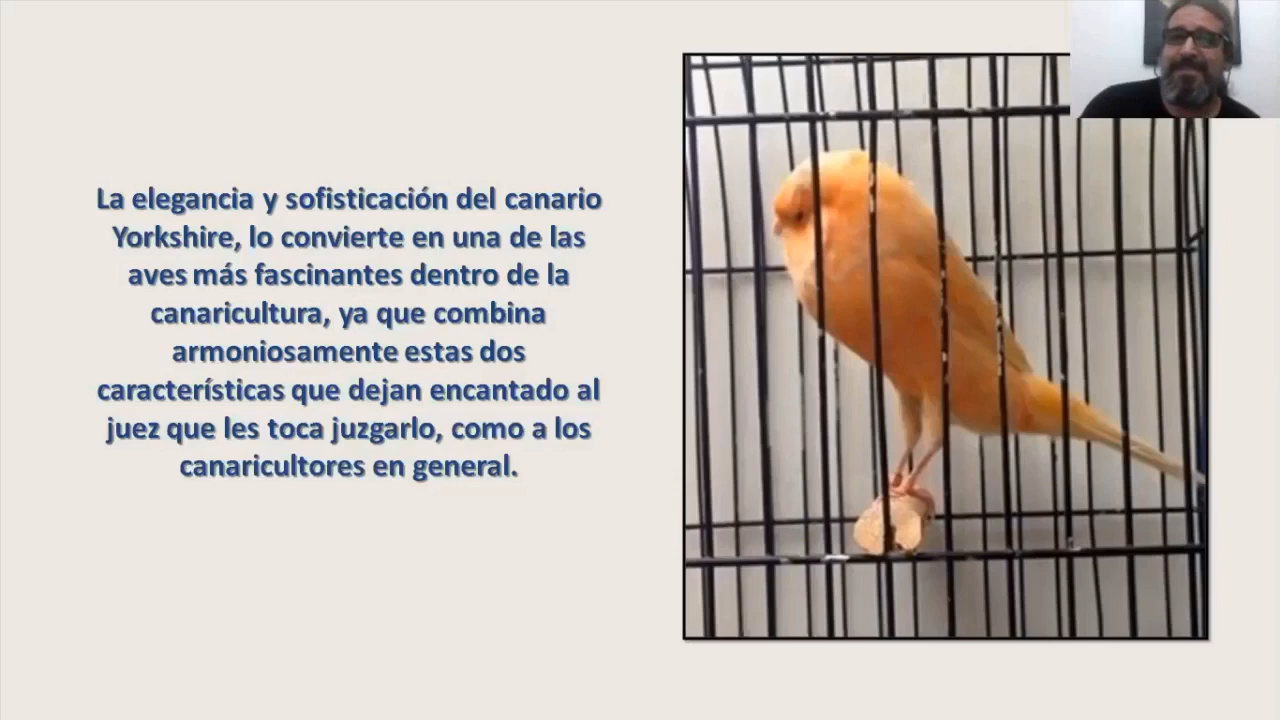 La elegancia y sofisticación del canario
Yorkshire, lo convierte en una de las
aves más fascinantes dentro de la
canaricultura, ya que combina
armoniosamente estas dos
características que dejan encantado al
juez que les toca juzgarlo, como a los
canaricultores en general.